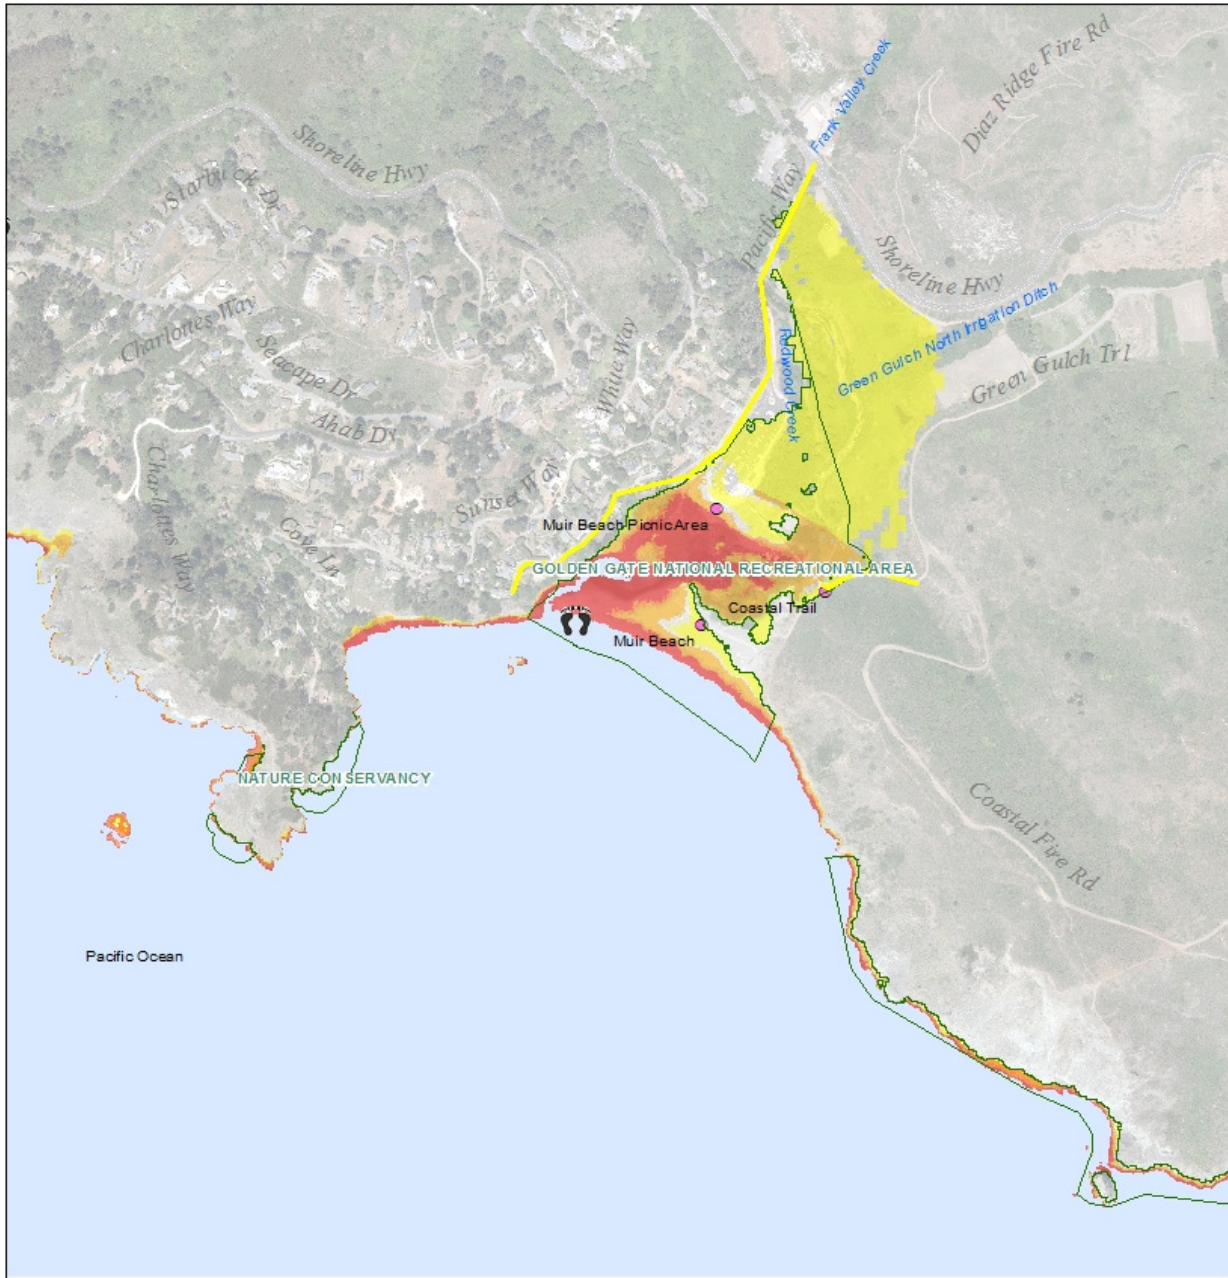 Diaz Ridge Fire Rd
Frank Valley Creek
Shoreline Hwy
Starbuck Dr
Pacific Way
Shoreline Hwy
Green Gulch North Irrigation Ditch
Charlottes Way
Seacape Dr
White Way
Redwood Creek
Green Gulch Trl
Ahab Dr
Charlottes Way
Sunset Way
Cove Ln
Muir Beach Picnic Area
GOLDEN GATE NATIONAL RECREATIONAL AREA
Coastal Trail
Muir Beach
NATURE CONSERVANCY
Coastal Fire Rd
Pacific Ocean